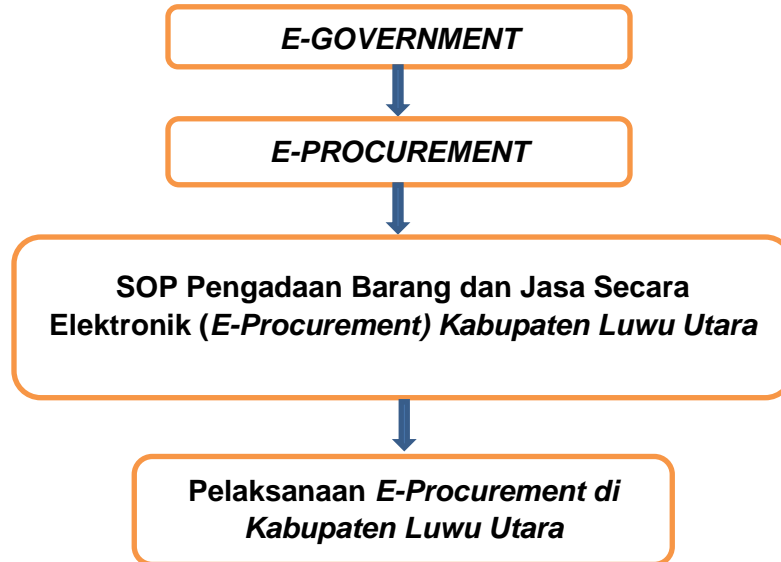 E-GOVERNMENT
E-PROCUREMENT
SOP Pengadaan Barang dan Jasa Secara
Elektronik (E-Procurement) Kabupaten Luwu Utara
Pelaksanaan E-Procurement di
Kabupaten Luwu Utara